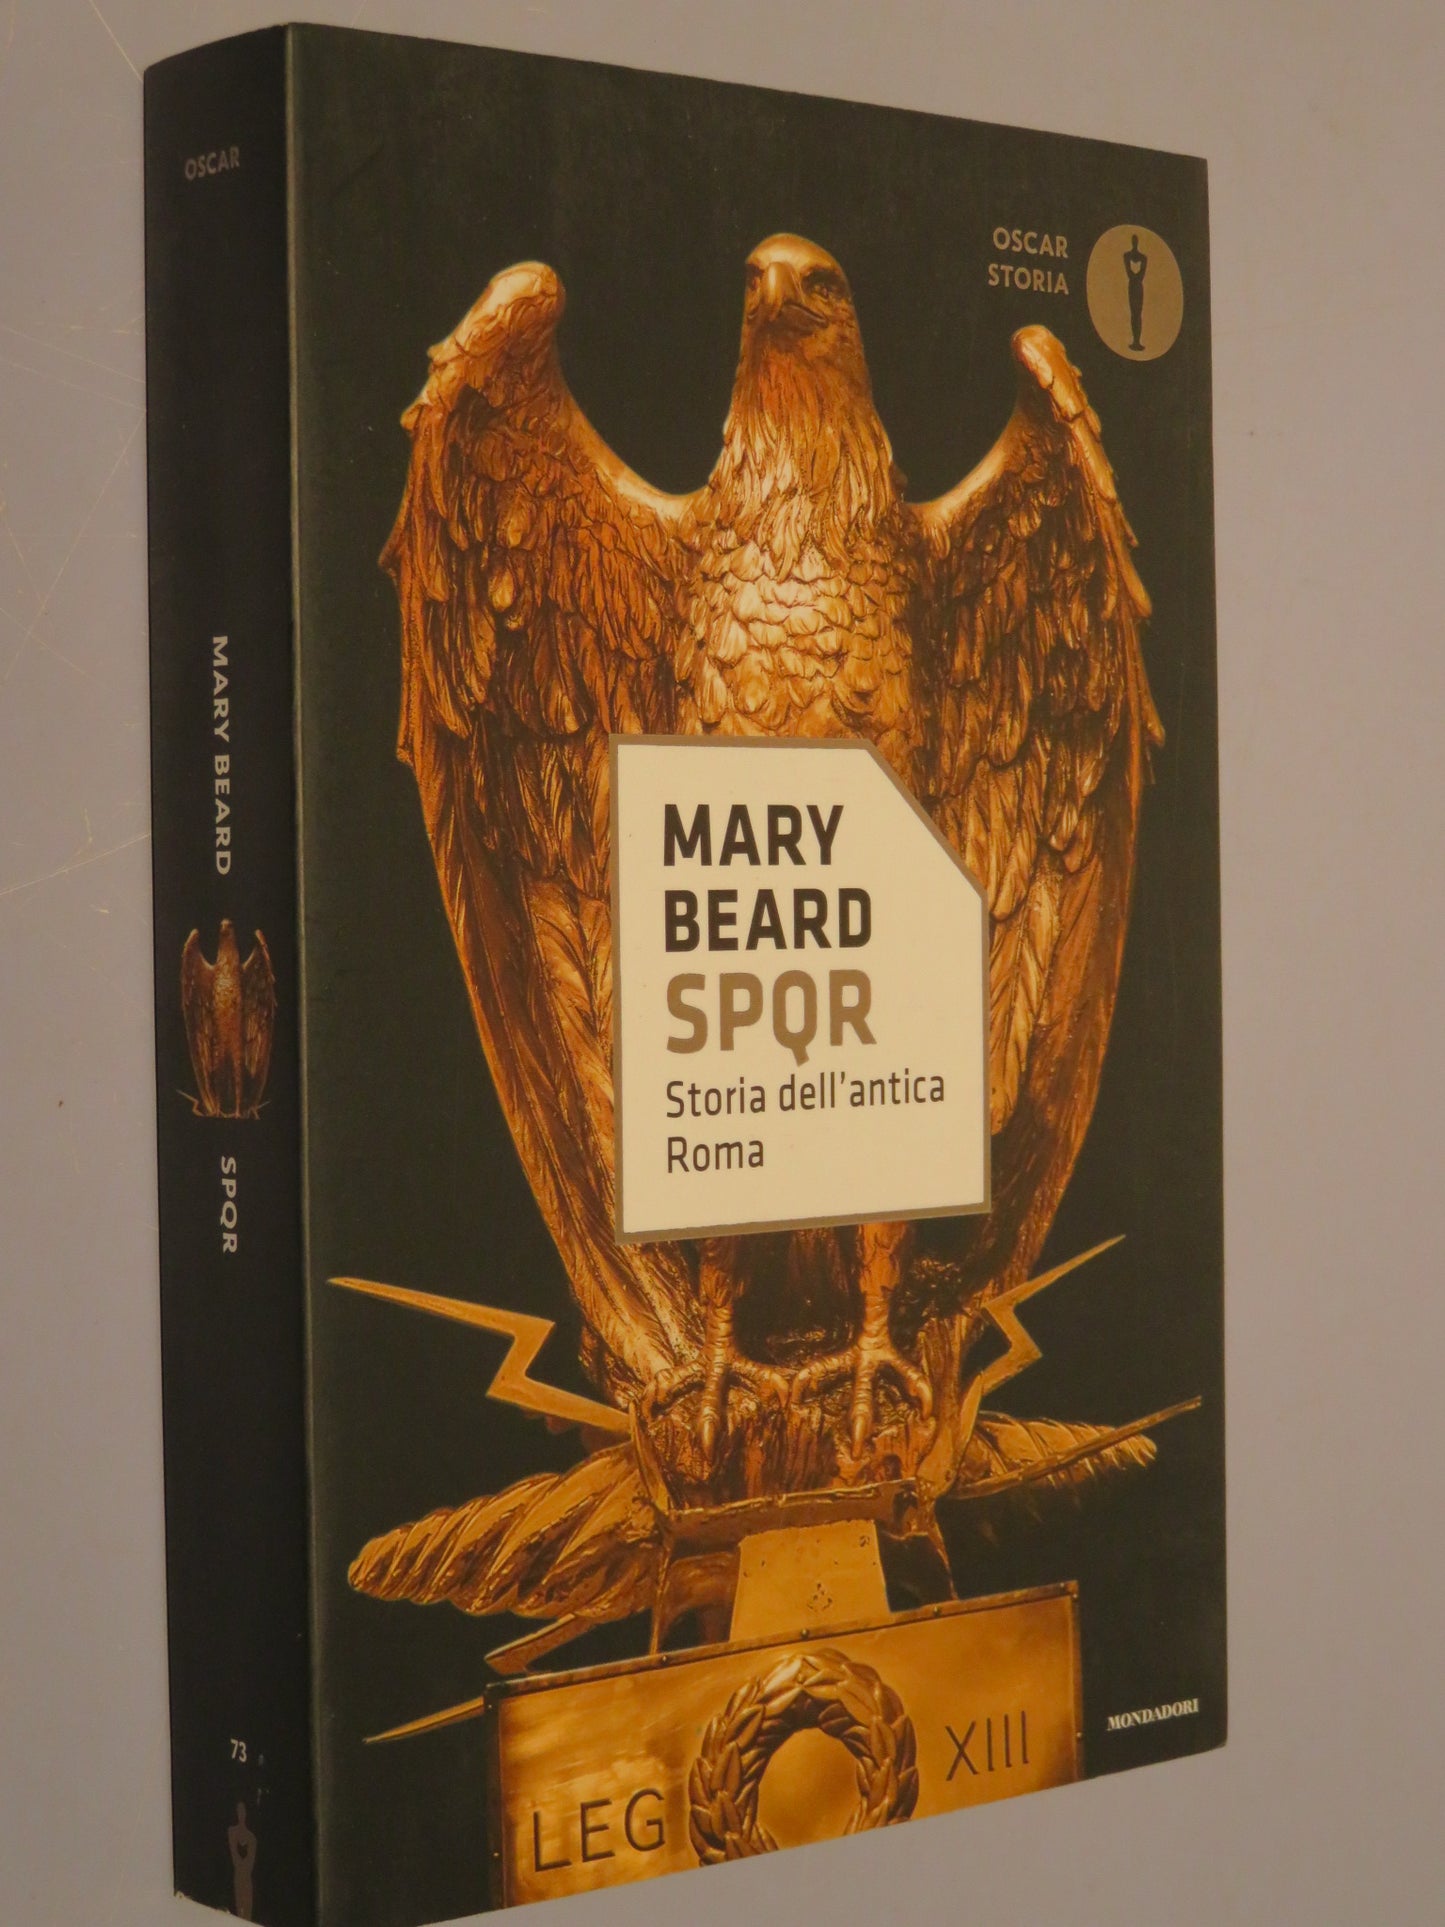 OSCAR
MARY BEARD
SPQR
73
OSCAR
STORIA
MARY
BEARD
SPQR
Storia dell'antica
Roma
LEG XIII
MONDADORI